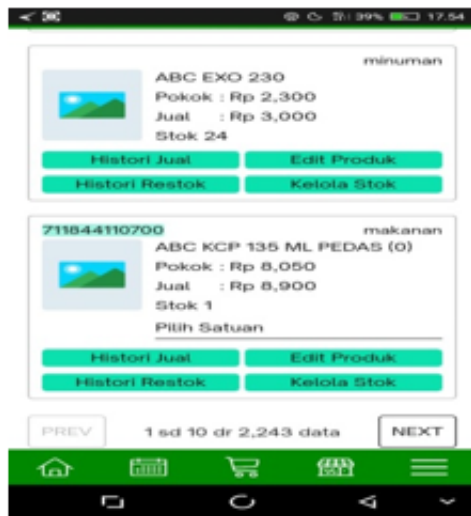 39% 17.54
minuman
ABC EXO 230
Pokok : Rp 2,300
Jual : Rp 3,000
Stok 24
Histori Jual Edit Produk
Histori Restok Kelola Stok
711844110700 makanan
ABC KCP 135 ML PEDAS (0)
Pokok : Rp 8,050
Jual : Rp 8,900
Stok 1
Pilih Satuan
Histori Jual Edit Produk
Histori Restok Kelola Stok
PREV 1 sd 10 dr 2,243 data NEXT